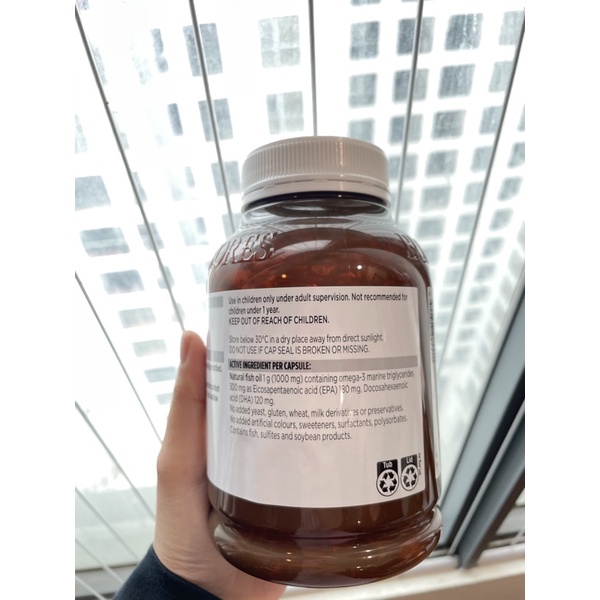 ORES
Use in children only under adult supervision. Not recommended for
children under 1 year.
KEEP OUT OF REACH OF CHILDREN.
Store below 30°C in a dry place away from direct sunlight.
DO NOT USE IF CAP SEAL IS BROKEN OR MISSING.
ACTIVE INGREDIENT PER CAPSULE:
Natural fish oil 1 g (1000 mg) containing omega-3 marine triglycerides
300 mg as Eicosapentaenoic acid (EPA) 180 mg, Docosahexaenoic
acid (DHA) 120 mg.
No added yeast, gluten, wheat, milk derivatives or preservatives.
No added artificial colours, sweeteners, surfactants, polysorbates.
Contains fish, sulfites and soybean products.
Tub
Lid